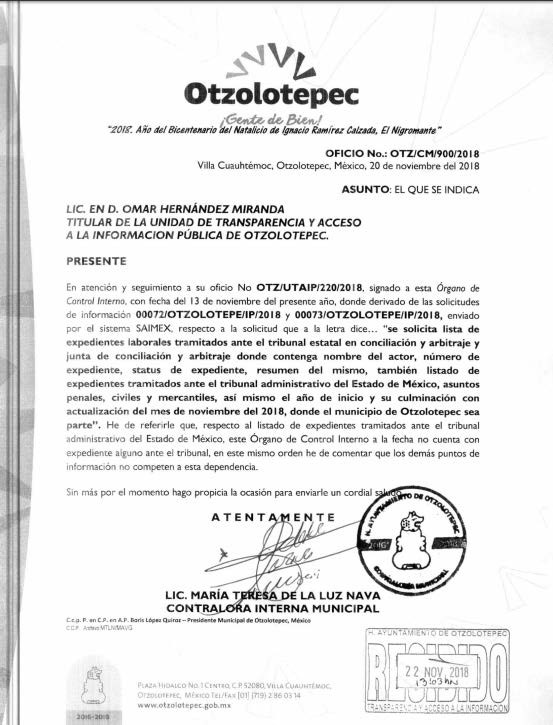 Otzolotepec
¡Gente de Bien!
"2018. Año del Bicentenario del Natalicio de Ignacio Ramírez Calzada, El Nigromante"
OFICIO No.: OTZ/CM/900/2018
Villa Cuauhtémoc, Otzolotepec, México, 20 de noviembre del 2018
ASUNTO: EL QUE SE INDICA
LIC. EN D. OMAR HERNÁNDEZ MIRANDA
TITULAR DE LA UNIDAD DE TRANSPARENCIA Y ACCESO
A LA INFORMACION PÚBLICA DE OTZOLOTEPEC.
PRESENTE
En atención y seguimiento a su oficio No OTZ/UTAIP/220/2018, signado a esta Órgano de
Control Interno, con fecha del 13 de noviembre del presente año, donde derivado de las solicitudes
de información 00072/OTZOLOTEPE/IP/2018 y 00073/OTZOLOTEPE/IP/2018, enviado
por el sistema SAIMEX, respecto a la solicitud que a la letra dice... "se solicita lista de
expedientes laborales tramitados ante el tribunal estatal en conciliación y arbitraje y
junta de conciliación y arbitraje donde contenga nombre del actor, número de
expediente, status de expediente, resumen del mismo, también listado de
expedientes tramitados ante el tribunal administrativo del Estado de México, asuntos
penales, civiles y mercantiles, así mismo el año de inicio y su culminación con
actualización del mes de noviembre del 2018, donde el municipio de Otzolotepec sea
parte". He de referirle que, respecto al listado de expedientes tramitados ante el tribunal
administrativo del Estado de México, este Órgano de Control Interno a la fecha no cuenta con
expediente alguno ante el tribunal, en este mismo orden he de comentar que los demás puntos de
información no competen a esta dependencia.
Sin más por el momento hago propicia la ocasión para enviarle un cordial saludo
ATENTAMENTE
H. AYUNTAMIENTO DE OTZOLOTEPEC
2016
CONTRALORÍA MUNICIPAL
LIC. MARÍA TERESA DE LA LUZ NAVA
CONTRALORA INTERNA MUNICIPAL
C.c.p. P. en C.P. en A.P. Boris López Quiroz – Presidente Municipal de Otzolotepec, México
C.C.P. Archivo
H. AYUNTAMIENTO DE OTZOLOTEPEC
RECIBIDO
22 NOV. 2018
13:03 hrs
TRANSPARENCIA Y ACCESO A LA INFORMACIÓN
PLAZA HIDALGO NO. 1 CENTRO, C.P. 52080, VILLA CUAUHTÉMOC,
OTZOLOTEPEC, MÉXICO TEL/FAX [01] (719) 2 86 03 14
www.otzolotepec.gob.mx
2016-2018